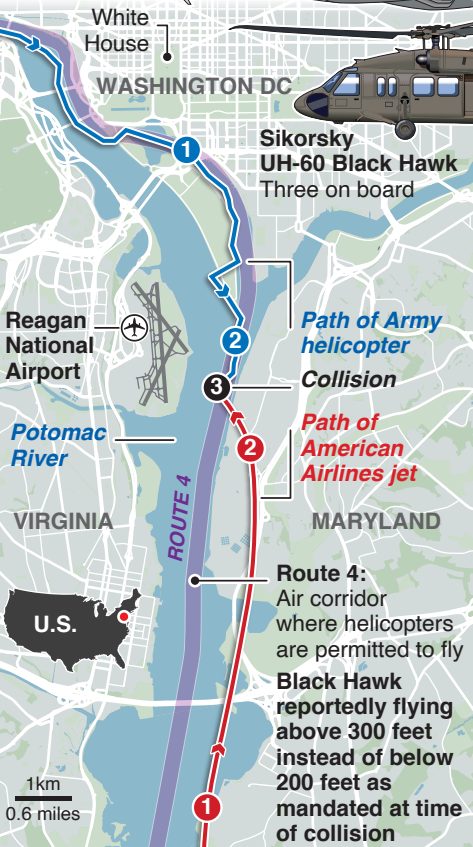 White
House
WASHINGTON DC
1
Sikorsky
UH-60 Black Hawk
Three on board
Reagan
National
Airport
2
Path of Army
helicopter
3
Collision
Potomac
River
2
Path of
American
Airlines jet
ROUTE 4
VIRGINIA
MARYLAND
Route 4:
Air corridor
where helicopters
are permitted to fly
U.S.
Black Hawk
reportedly flying
above 300 feet
instead of below
200 feet as
mandated at time
of collision
1km
0.6 miles
1